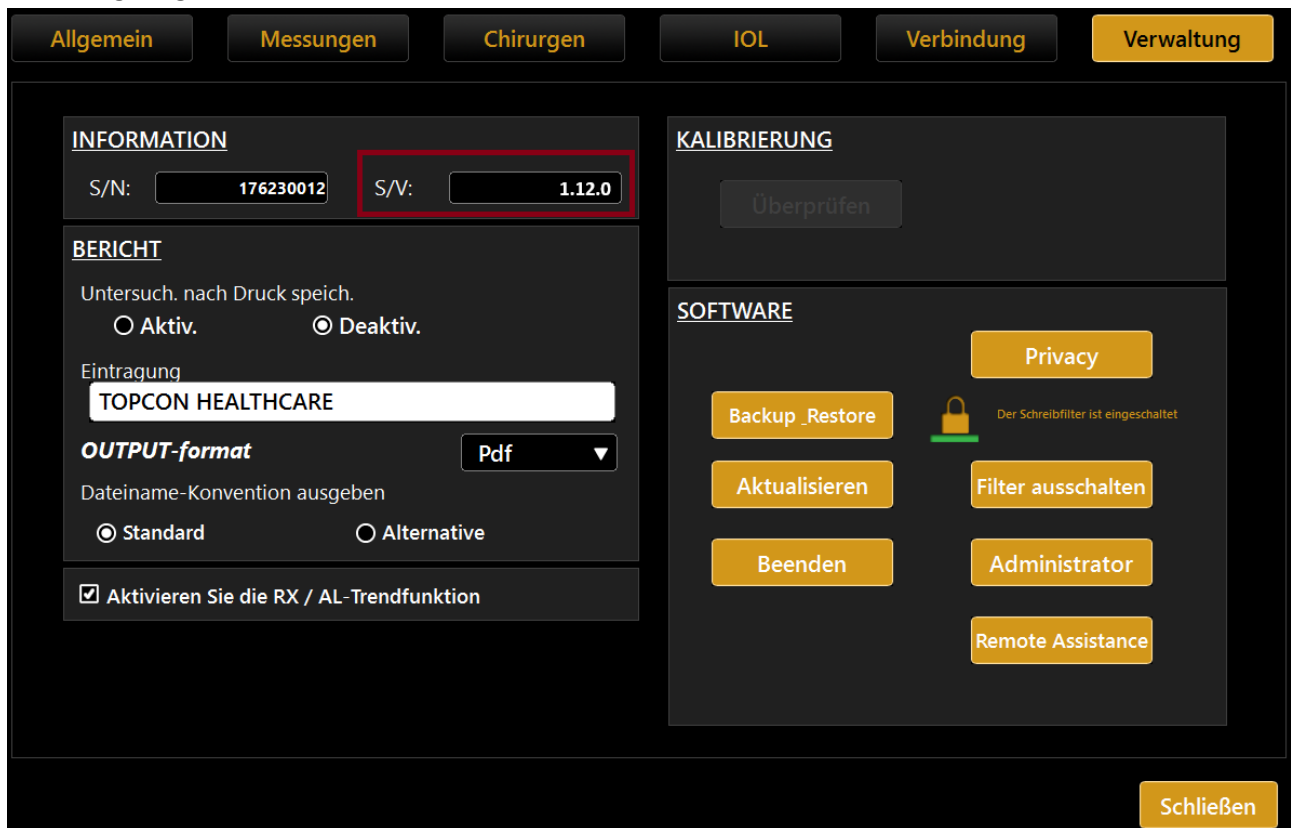 Allgemein Messungen Chirurgen IOL Verbindung Verwaltung
INFORMATION
S/N: 176230012 S/V: 1.12.0
BERICHT
Untersuch. nach Druck speich.
Aktiv. Deaktiv.
Eintragung
TOPCON HEALTHCARE
OUTPUT-format Pdf
Dateiname-Konvention ausgeben
Standard Alternative
Aktivieren Sie die RX / AL-Trendfunktion
KALIBRIERUNG
Überprüfen
SOFTWARE
Privacy
Backup_Restore Der Schreibfilter ist eingeschaltet
Aktualisieren Filter ausschalten
Beenden Administrator
Remote Assistance
Schließen